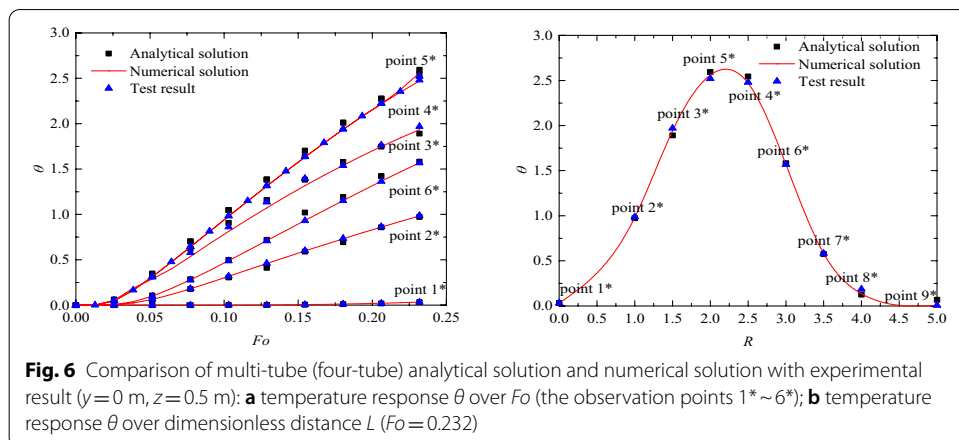 3.0
2.5
2.0
1.5
1.0
0.5
0.0
θ
Analytical solution
Numerical solution
Test result
point 5*
point 4*
point 3*
point 6*
point 2*
point 1*
0.00 0.05 0.10 0.15 0.20 0.25
Fo
3.0
2.5
2.0
1.5
1.0
0.5
0.0
θ
Analytical solution
Numerical solution
Test result
point 5*
point 4*
point 3*
point 6*
point 2*
point 7*
point 8*
point 1*
point 9*
0.0 0.5 1.0 1.5 2.0 2.5 3.0 3.5 4.0 4.5 5.0
R
Fig. 6 Comparison of multi-tube (four-tube) analytical solution and numerical solution with experimental
result (y = 0 m, z = 0.5 m): a temperature response θ over Fo (the observation points 1* ~ 6*); b temperature
response θ over dimensionless distance L (Fo = 0.232)